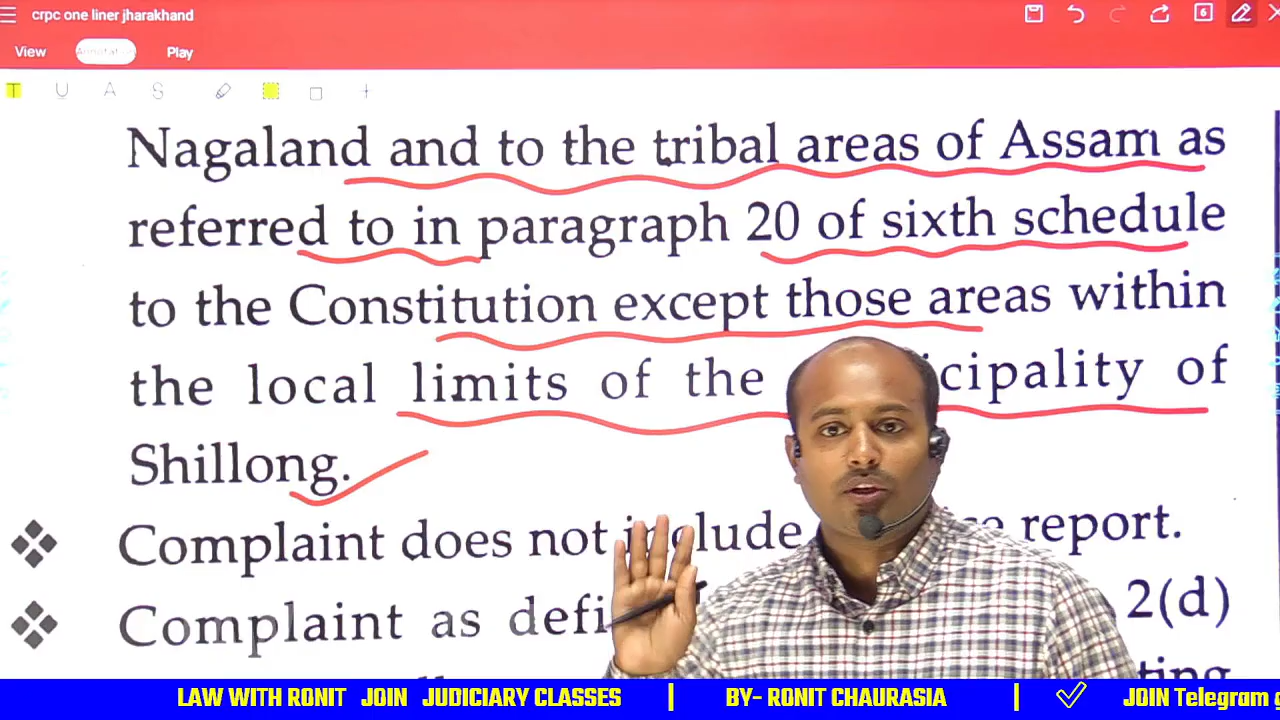 crpc one liner jharakhand
6
View Annotation Play
T U A S
Nagaland and to the tribal areas of Assam as
referred to in paragraph 20 of sixth schedule
to the Constitution except those areas within
the local limits of the cipality of
Shillong.
Complaint does not include report.
Complaint as defi 2(d)
LAW WITH RONIT JOIN JUDICIARY CLASSES | BY- RONIT CHAURASIA | JOIN Telegram g